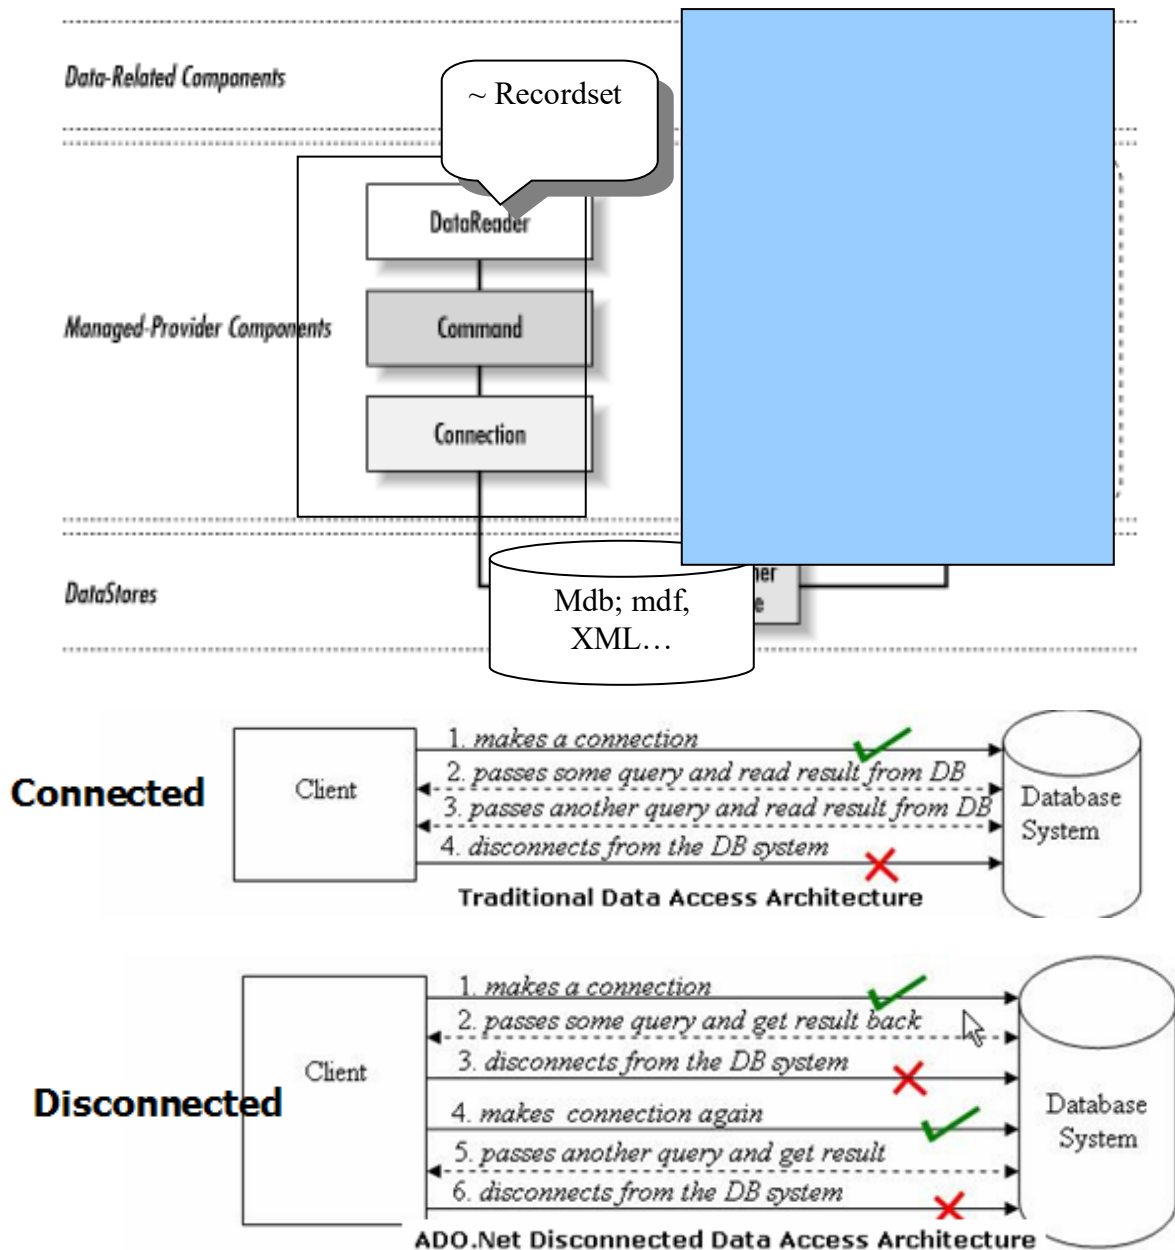 Data-Related Components
~ Recordset
DataReader
Managed-Provider Components
Command
Connection
DataStores
Mdb; mdf,
XML…
Connected
Client
1. makes a connection
2. passes some query and read result from DB
3. passes another query and read result from DB
4. disconnects from the DB system
Database
System
Traditional Data Access Architecture
Disconnected
Client
1. makes a connection
2. passes some query and get result back
3. disconnects from the DB system
4. makes connection again
5. passes another query and get result
6. disconnects from the DB system
Database
System
ADO.Net Disconnected Data Access Architecture